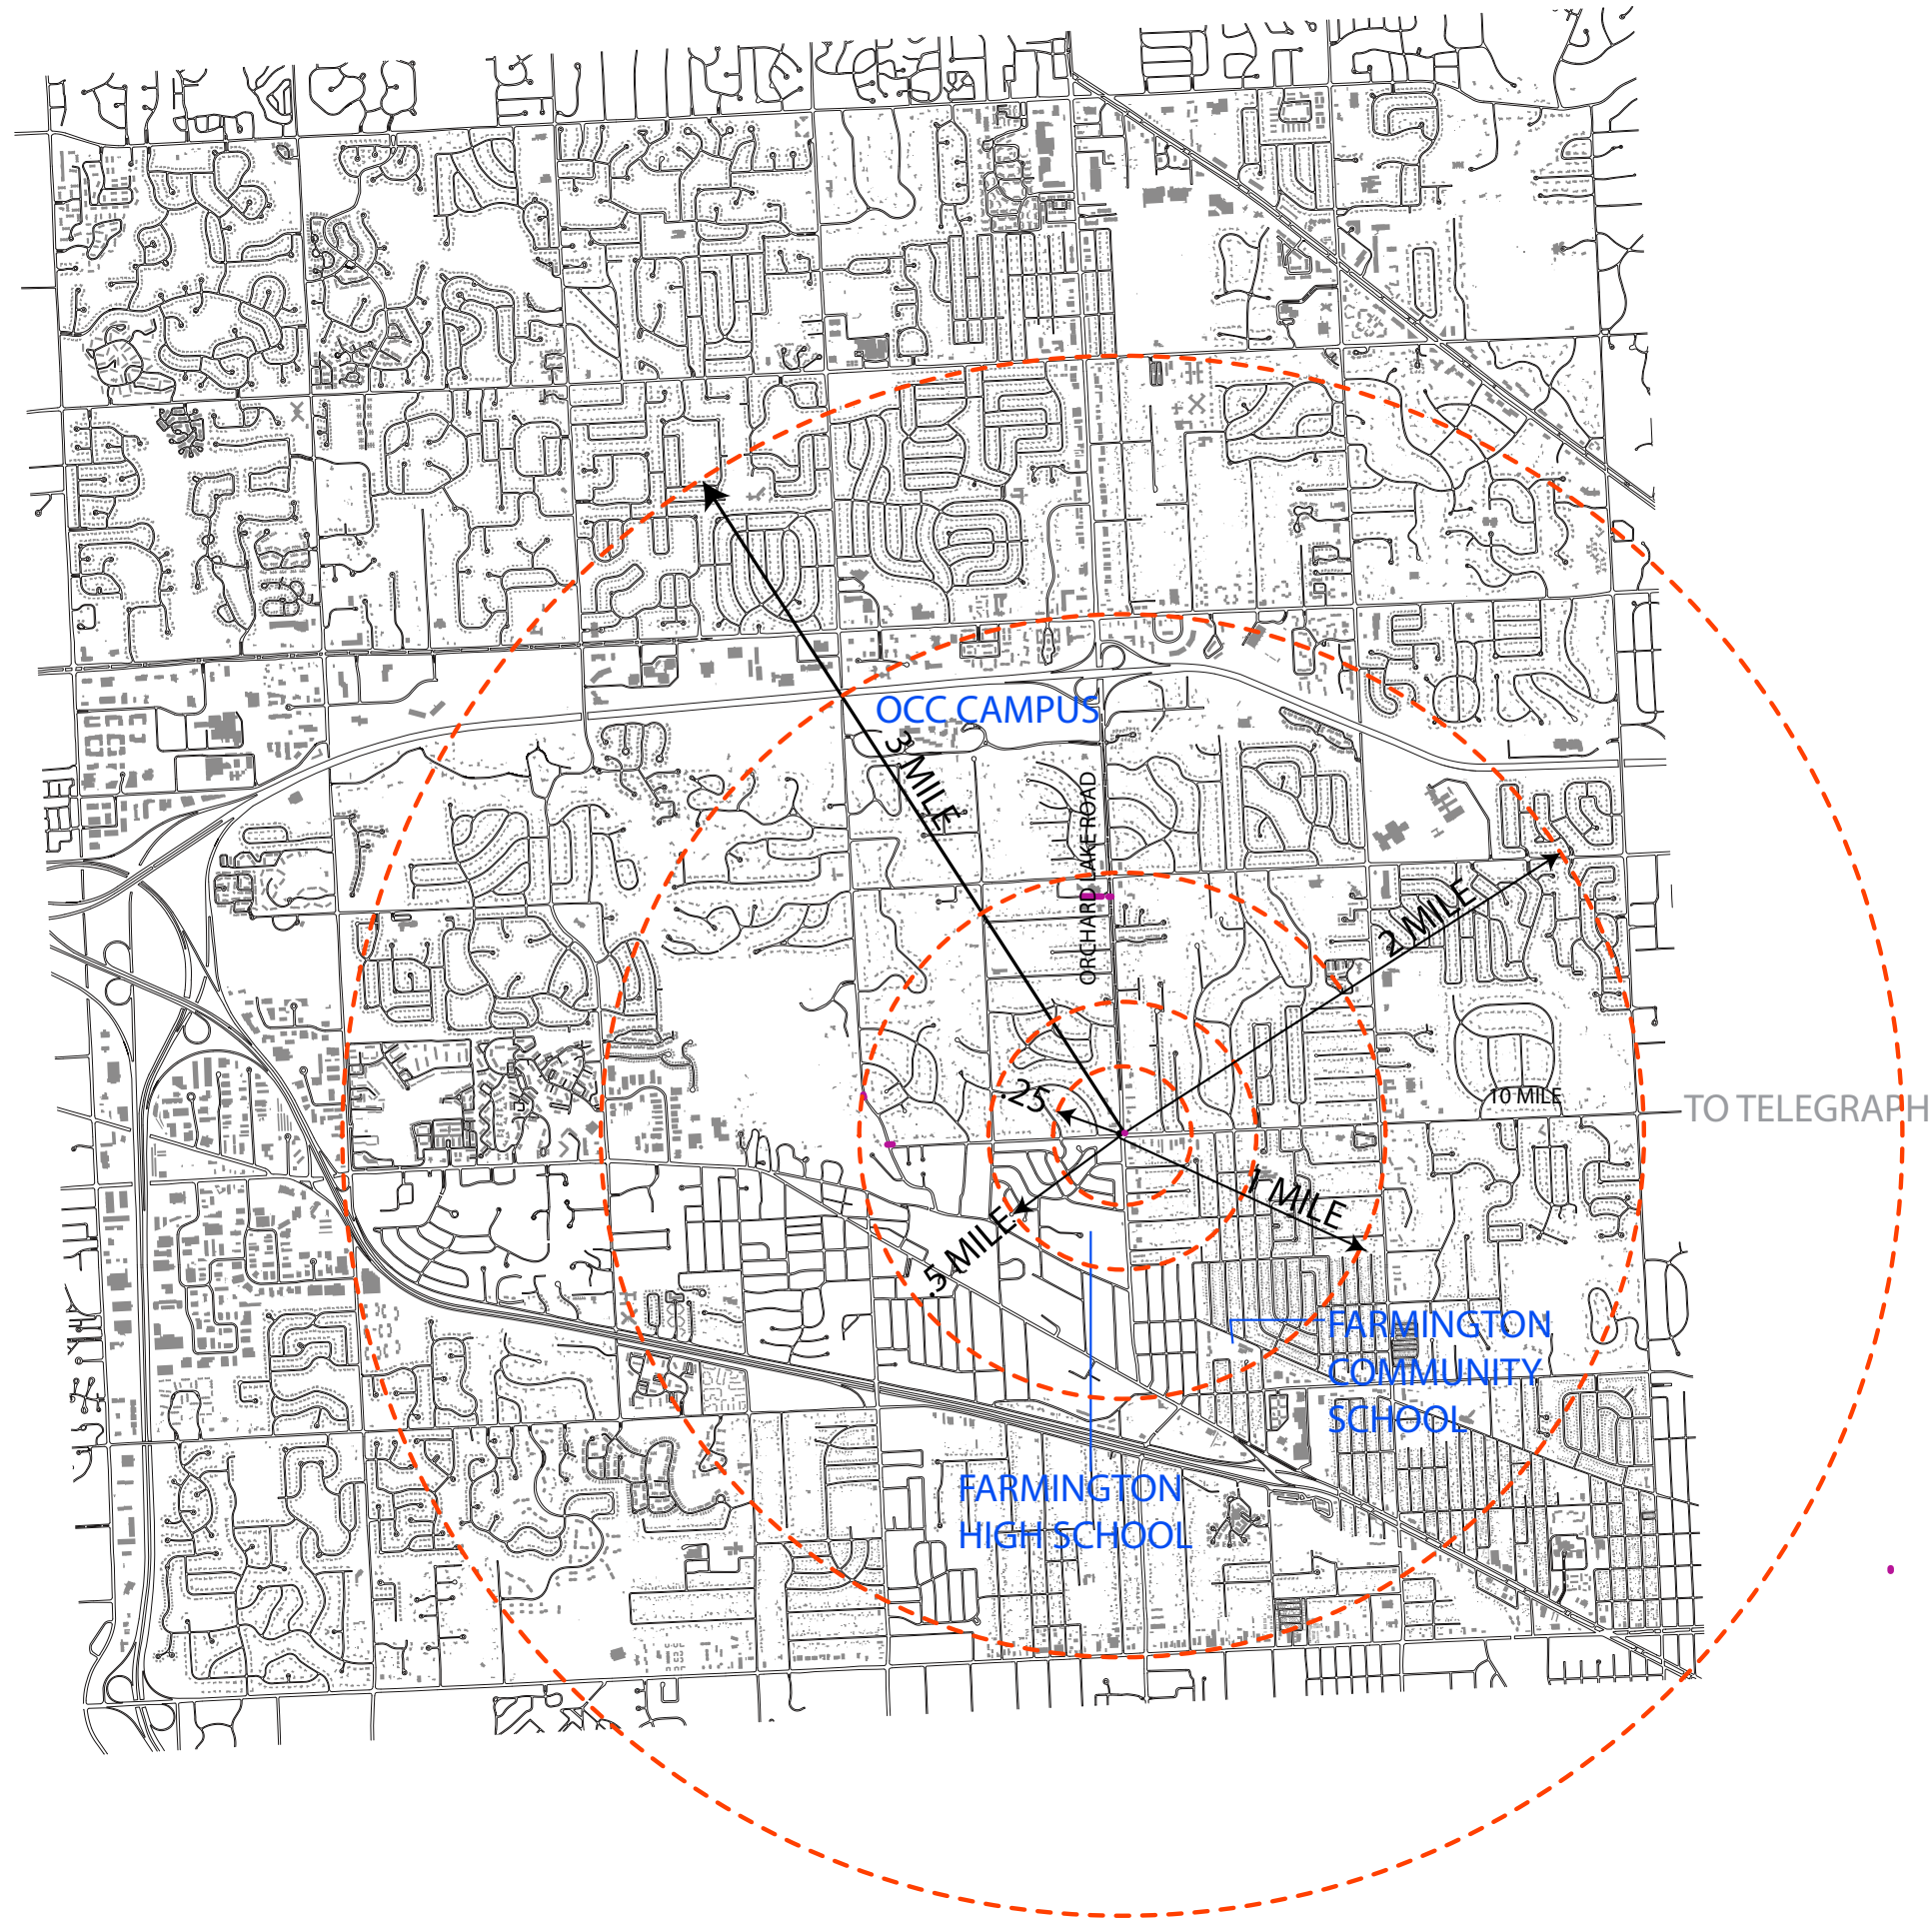 OCC CAMPUS
3 MILE
ORCHARD LAKE ROAD
2 MILE
.25
10 MILE
TO TELEGRAPH
1 MILE
.5 MILE
FARMINGTON
COMMUNITY
SCHOOL
FARMINGTON
HIGH SCHOOL